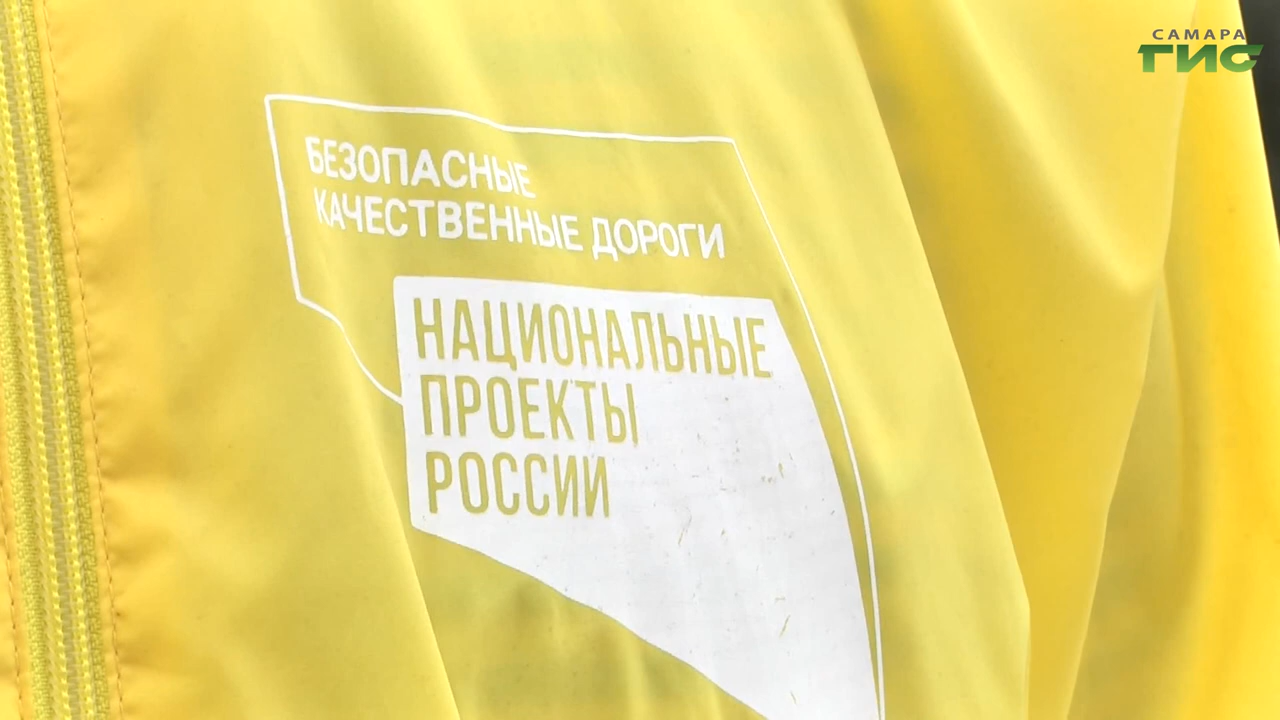 САМАРА
ГИС
БЕЗОПАСНЫЕ
КАЧЕСТВЕННЫЕ ДОРОГИ
НАЦИОНАЛЬНЫЕ
ПРОЕКТЫ
РОССИИ